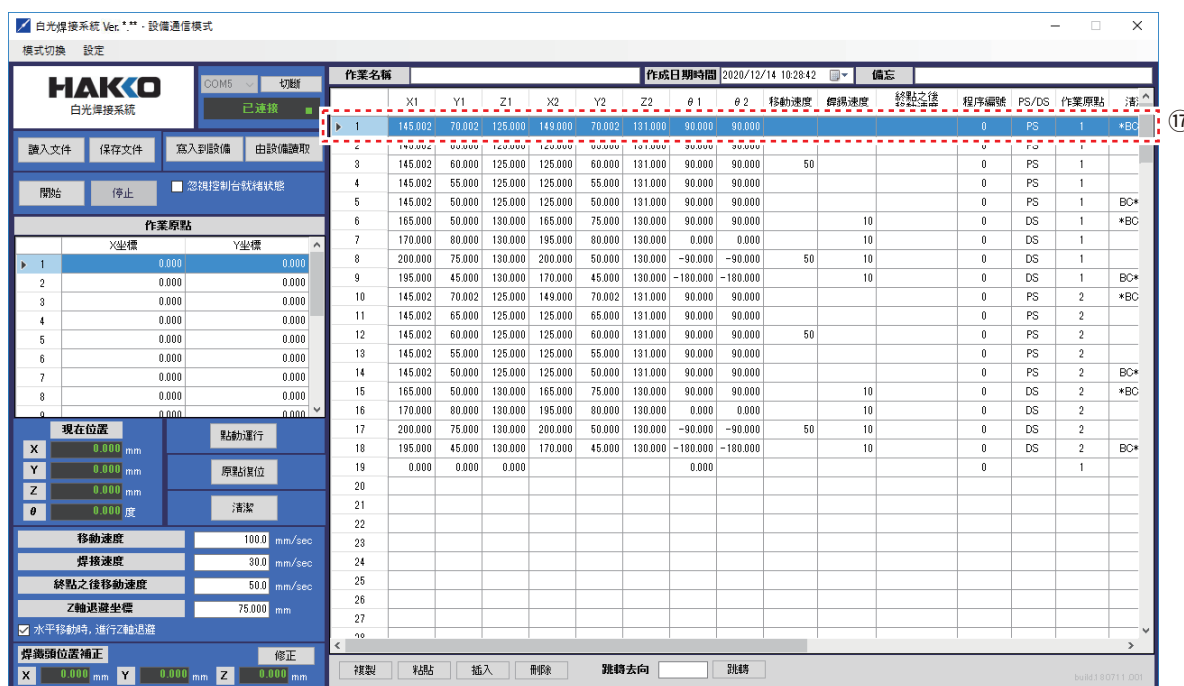 白光焊接系統 Ver. *.** - 設備通信模式
模式切換 設定
HAKKO
白光焊接系統
COM5 切斷
已連接
讀入文件 保存文件 寫入到設備 由設備讀取
開始 停止 忽視控制台就緒狀態
作業原點
X坐標 Y坐標
1 0.000 0.000
2 0.000 0.000
3 0.000 0.000
4 0.000 0.000
5 0.000 0.000
6 0.000 0.000
7 0.000 0.000
8 0.000 0.000
9 0.000 0.000
現在位置
X 0.000 mm
Y 0.000 mm
Z 0.000 mm
θ 0.000 度
點動運行
原點復位
清潔
移動速度 100.0 mm/sec
焊接速度 30.0 mm/sec
終點之後移動速度 50.0 mm/sec
Z軸退避坐標 75.000 mm
水平移動時, 進行Z軸退避
焊鐵頭位置補正 修正
X 0.000 mm Y 0.000 mm Z 0.000 mm
作業名稱 作成日期時間 2020/12/14 10:28:42 備忘
X1 Y1 Z1 X2 Y2 Z2 θ 1 θ 2 移動速度 焊錫速度 終點之後移動速度 程序編號 PS/DS 作業原點
1 145.002 70.002 125.000 149.000 70.002 131.000 90.000 90.000 0 PS 1 *BC
⑰
2 PS 1
3 145.002 60.000 125.000 125.000 60.000 131.000 90.000 90.000 50 0 PS 1
4 145.002 55.000 125.000 125.000 55.000 131.000 90.000 90.000 0 PS 1
5 145.002 50.000 125.000 125.000 50.000 131.000 90.000 90.000 0 PS 1 BC*
6 165.000 50.000 130.000 165.000 75.000 130.000 90.000 90.000 10 0 DS 1 *BC
7 170.000 80.000 130.000 195.000 80.000 130.000 0.000 0.000 10 0 DS 1
8 200.000 75.000 130.000 200.000 50.000 130.000 -90.000 -90.000 50 10 0 DS 1
9 195.000 45.000 130.000 170.000 45.000 130.000 -180.000 -180.000 10 0 DS 1 BC*
10 145.002 70.002 125.000 149.000 70.002 131.000 90.000 90.000 0 PS 2 *BC
11 145.002 65.000 125.000 125.000 65.000 131.000 90.000 90.000 0 PS 2
12 145.002 60.000 125.000 125.000 60.000 131.000 90.000 90.000 50 0 PS 2
13 145.002 55.000 125.000 125.000 55.000 131.000 90.000 90.000 0 PS 2
14 145.002 50.000 125.000 125.000 50.000 131.000 90.000 90.000 0 PS 2 BC*
15 165.000 50.000 130.000 165.000 75.000 130.000 90.000 90.000 10 0 DS 2 *BC
16 170.000 80.000 130.000 195.000 80.000 130.000 0.000 0.000 10 0 DS 2
17 200.000 75.000 130.000 200.000 50.000 130.000 -90.000 -90.000 50 10 0 DS 2
18 195.000 45.000 130.000 170.000 45.000 130.000 -180.000 -180.000 10 0 DS 2 BC*
19 0.000 0.000 0.000 0.000 0 1
20
21
22
23
24
25
26
27
28
複製 粘貼 插入 刪除 跳轉去向 跳轉
build.190711.001